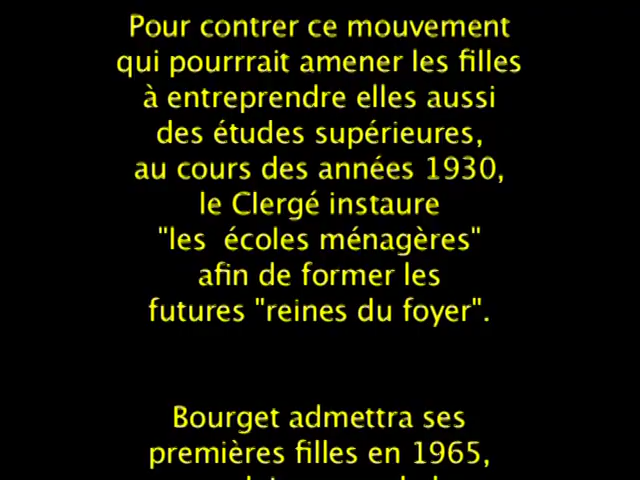 Pour contrer ce mouvement
qui pourrrait amener les filles
à entreprendre elles aussi
des études supérieures,
au cours des années 1930,
le Clergé instaure
"les  écoles ménagères"
afin de former les
futures "reines du foyer".
Bourget admettra ses
premières filles en 1965,